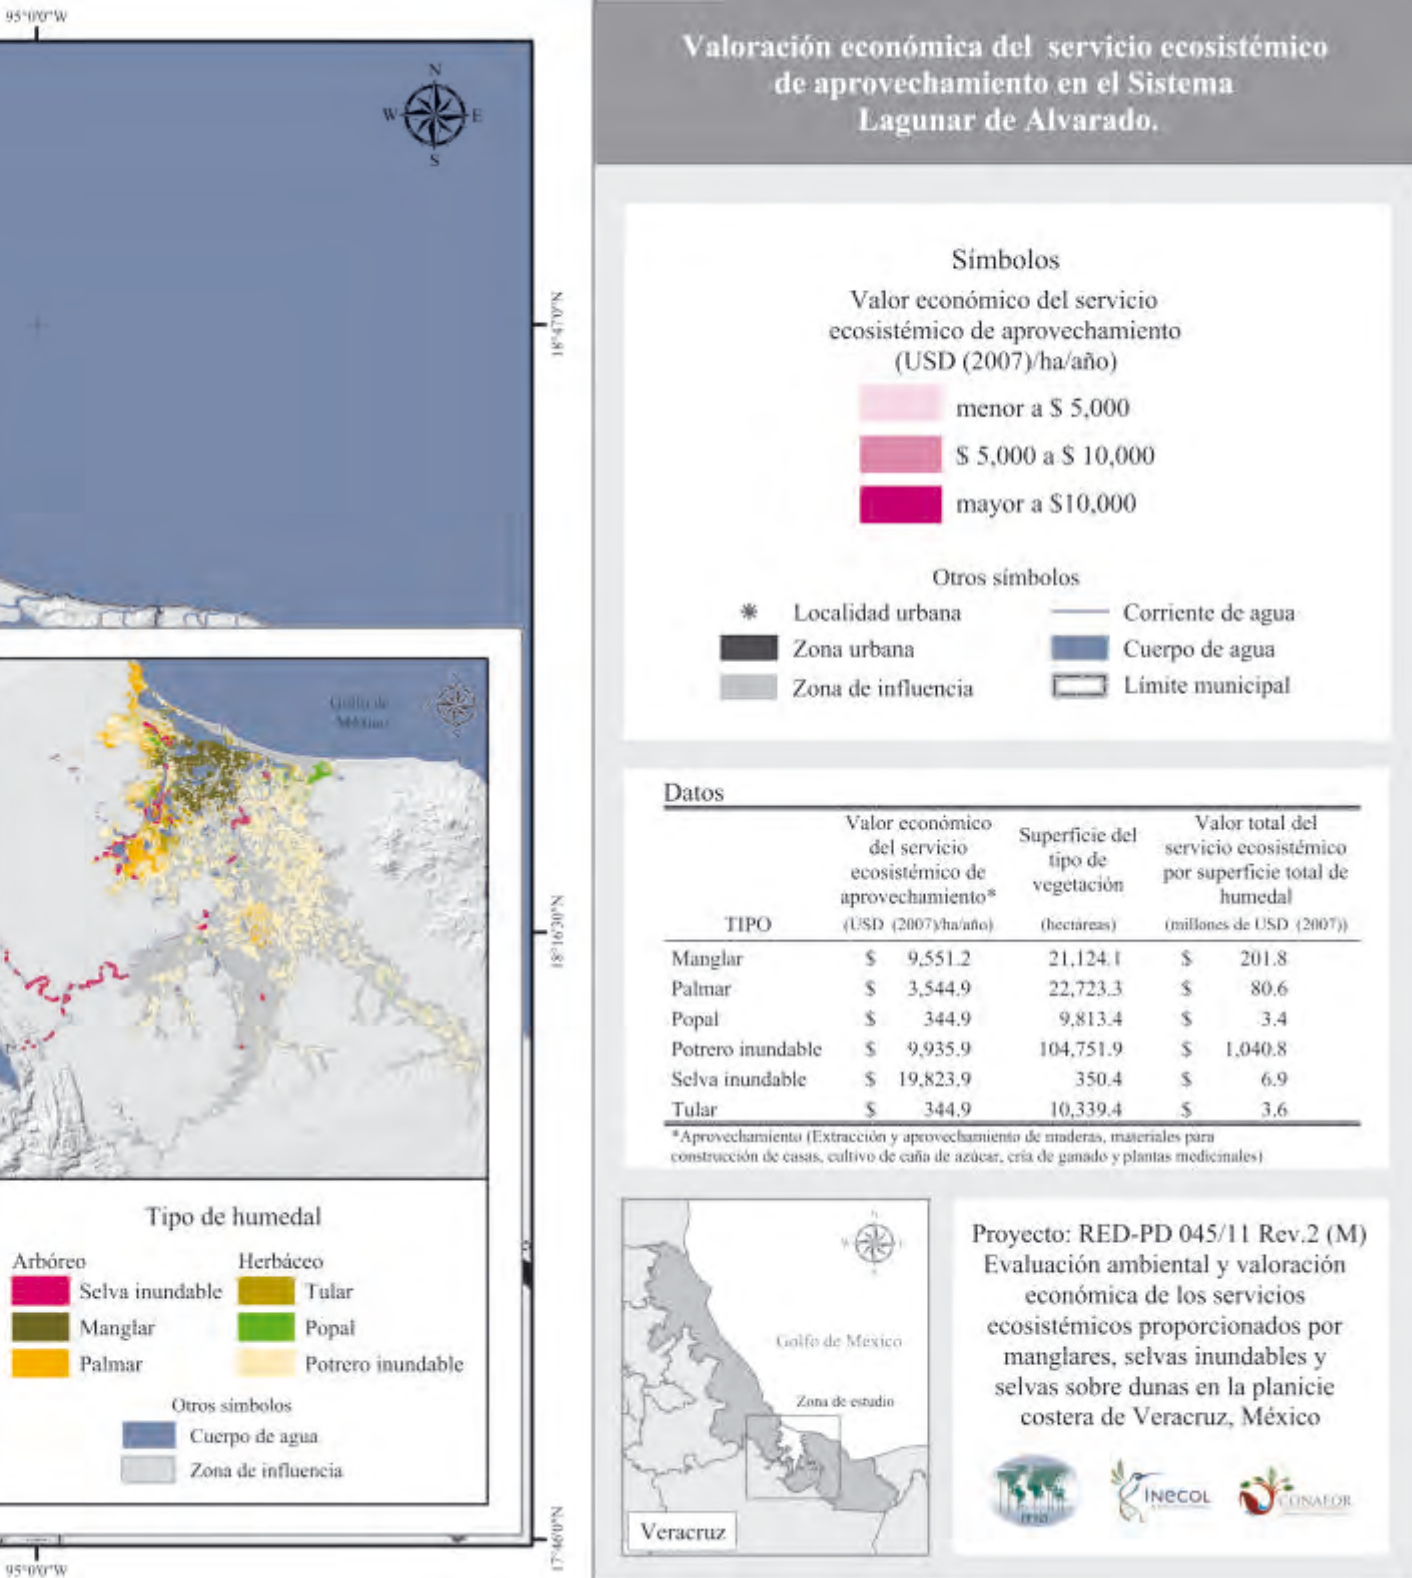 95°0'0"W
N
W
E
S
18°47'0"N
Golfo de
México
18°16'30"N
Tipo de humedal
Arbóreo
Herbáceo
Selva inundable
Tular
Manglar
Popal
Palmar
Potrero inundable
Otros símbolos
Cuerpo de agua
Zona de influencia
17°46'0"N
95°0'0"W
Valoración económica del servicio ecosistémico
de aprovechamiento en el Sistema
Lagunar de Alvarado.
Símbolos
Valor económico del servicio
ecosistémico de aprovechamiento
(USD (2007)/ha/año)
menor a $ 5,000
$ 5,000 a $ 10,000
mayor a $10,000
Otros símbolos
Localidad urbana
Corriente de agua
Zona urbana
Cuerpo de agua
Zona de influencia
Límite municipal
Datos
TIPO
Valor económico
del servicio
ecosistémico de
aprovechamiento*
(USD (2007)/ha/año)
Superficie del
tipo de
vegetación
(hectáreas)
Valor total del
servicio ecosistémico
por superficie total de
humedal
(millones de USD (2007))
Manglar $ 9,551.2 21,124.1 $ 201.8
Palmar $ 3,544.9 22,723.3 $ 80.6
Popal $ 344.9 9,813.4 $ 3.4
Potrero inundable $ 9,935.9 104,751.9 $ 1,040.8
Selva inundable $ 19,823.9 350.4 $ 6.9
Tular $ 344.9 10,339.4 $ 3.6
*Aprovechamiento (Extracción y aprovechamiento de maderas, materiales para
construcción de casas, cultivo de caña de azúcar, cría de ganado y plantas medicinales)
Golfo de México
Zona de estudio
Veracruz
Proyecto: RED-PD 045/11 Rev.2 (M)
Evaluación ambiental y valoración
económica de los servicios
ecosistémicos proporcionados por
manglares, selvas inundables y
selvas sobre dunas en la planicie
costera de Veracruz, México
INECOL
CONAFOR